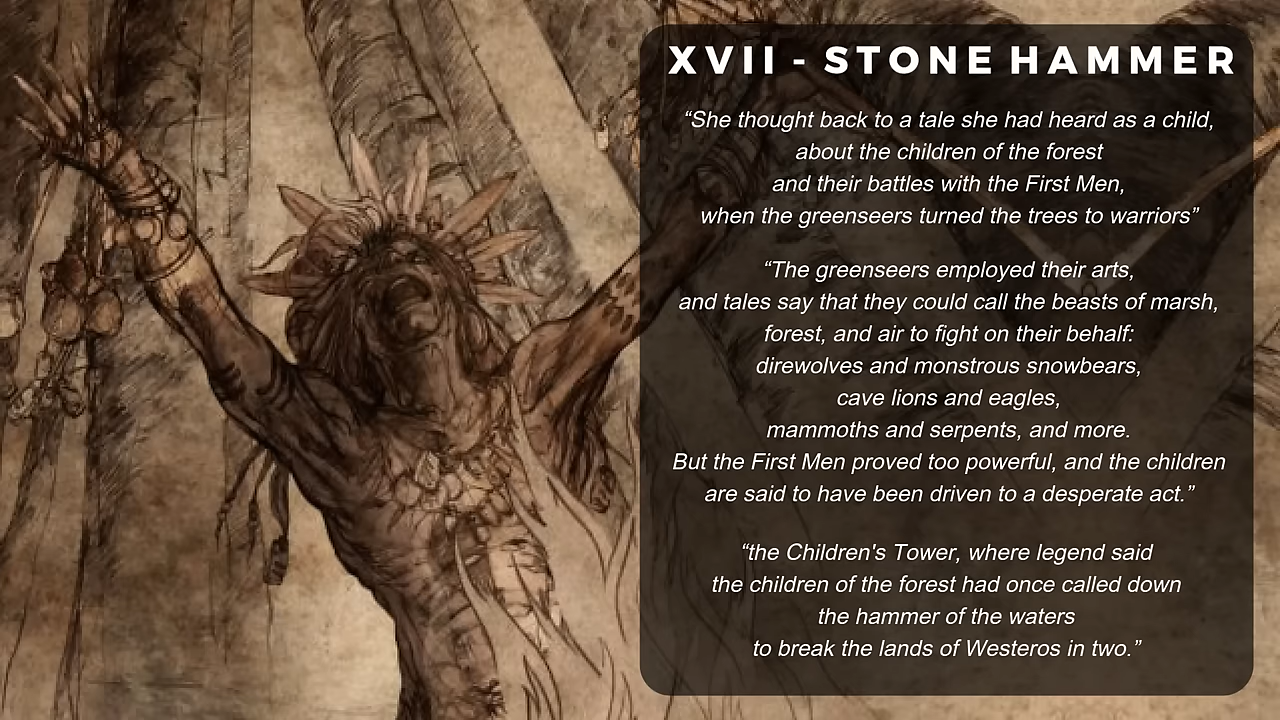 XVII - STONE HAMMER
“She thought back to a tale she had heard as a child,
about the children of the forest
and their battles with the First Men,
when the greenseers turned the trees to warriors”
“The greenseers employed their arts,
and tales say that they could call the beasts of marsh,
forest, and air to fight on their behalf:
direwolves and monstrous snowbears,
cave lions and eagles,
mammoths and serpents, and more.
But the First Men proved too powerful, and the children
are said to have been driven to a desperate act.”
“the Children's Tower, where legend said
the children of the forest had once called down
the hammer of the waters
to break the lands of Westeros in two.”